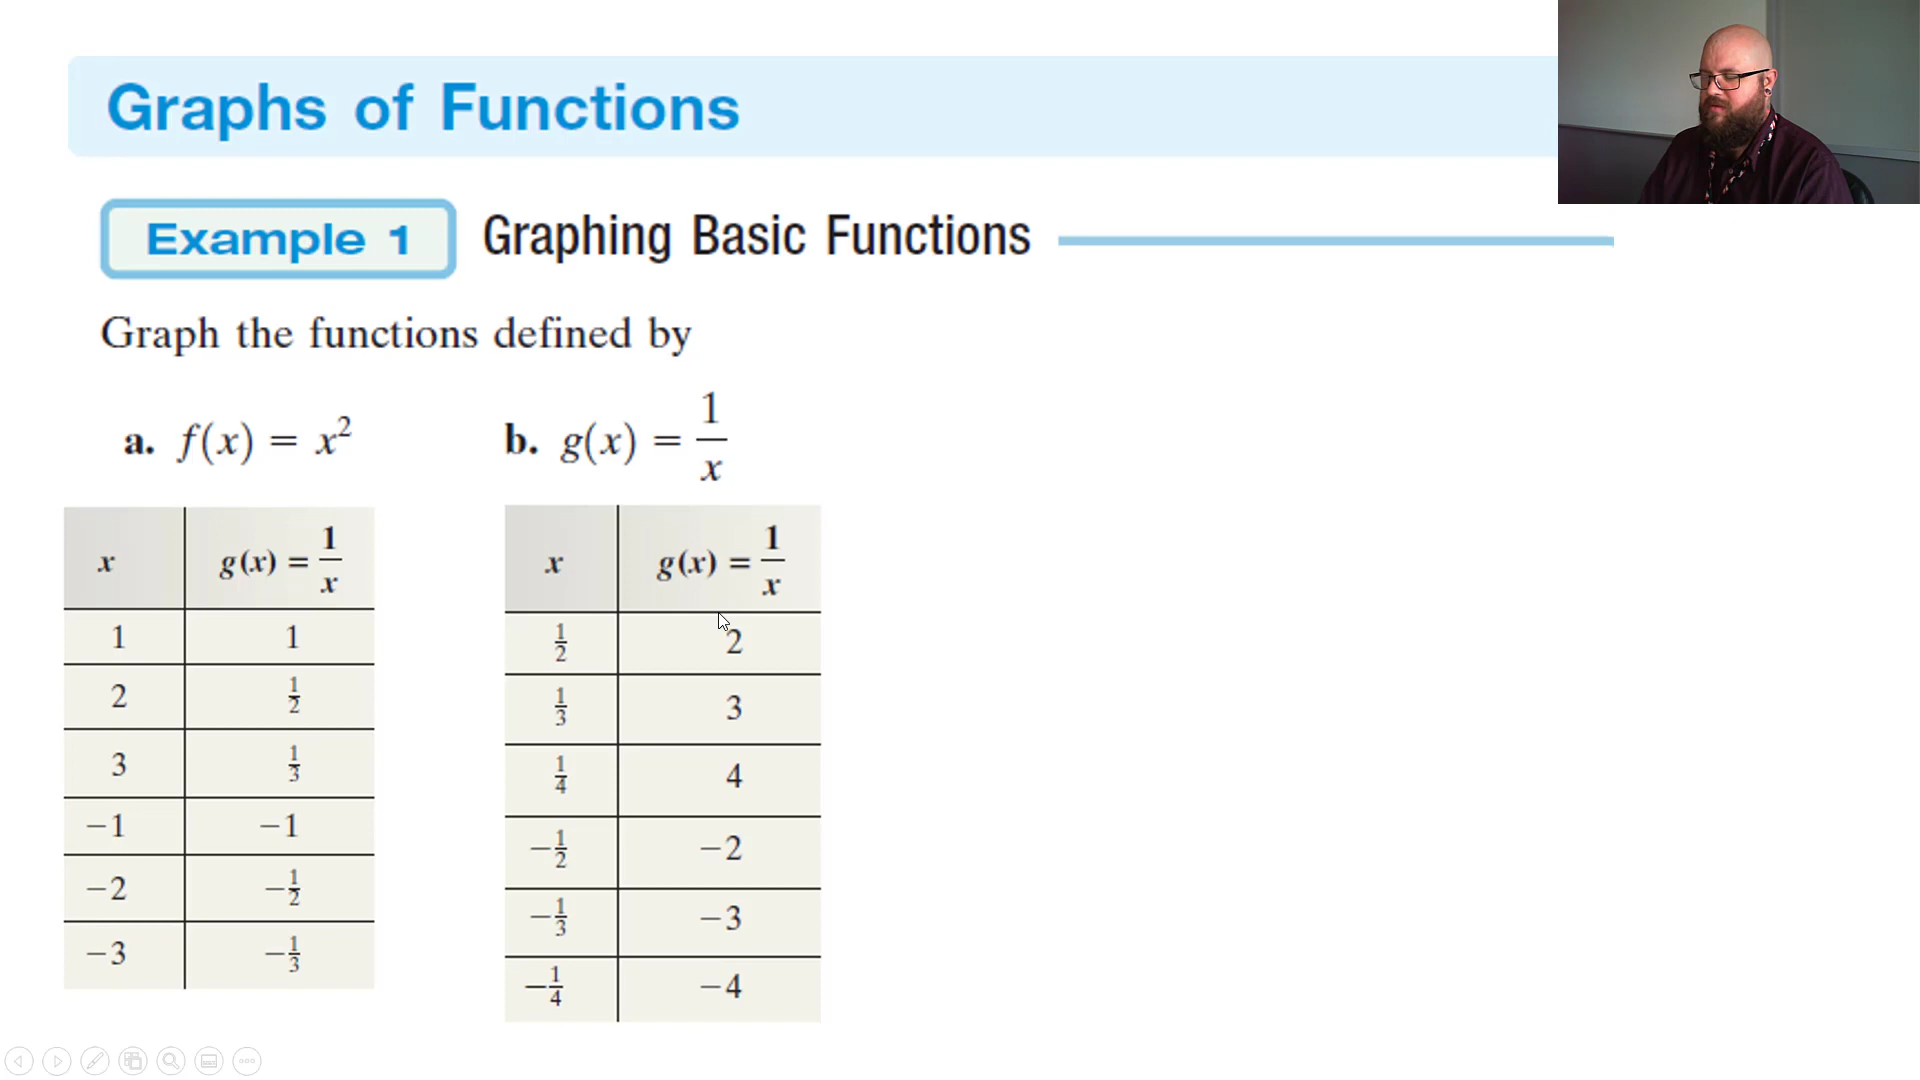 Graphs of Functions
Example 1 Graphing Basic Functions
Graph the functions defined by
a. f(x) = x² b. g(x) = 1/x
x g(x) = 1/x
1 1
2 1/2
3 1/3
−1 −1
−2 −1/2
−3 −1/3
x g(x) = 1/x
1/2 2
1/3 3
1/4 4
−1/2 −2
−1/3 −3
−1/4 −4